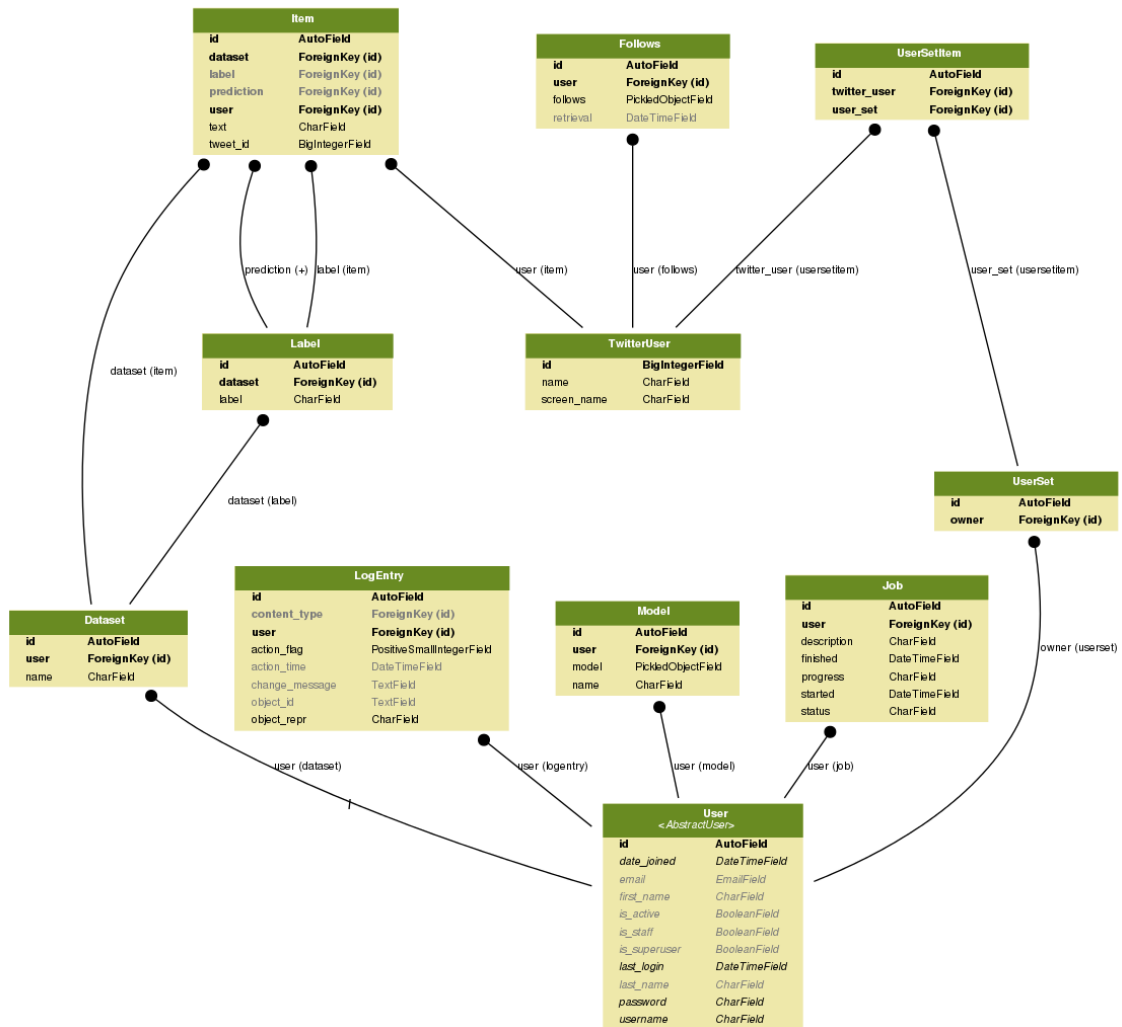 Item
id AutoField
dataset ForeignKey (id)
label ForeignKey (id)
prediction ForeignKey (id)
user ForeignKey (id)
text CharField
tweet_id BigIntegerField
Follows
id AutoField
user ForeignKey (id)
follows PickledObjectField
retrieval DateTimeField
UserSetItem
id AutoField
twitter_user ForeignKey (id)
user_set ForeignKey (id)
prediction (+) label (item)
user (item)
user (follows)
twitter_user (usersetitem)
user_set (usersetitem)
dataset (item)
Label
id AutoField
dataset ForeignKey (id)
label CharField
TwitterUser
id BigIntegerField
name CharField
screen_name CharField
dataset (label)
UserSet
id AutoField
owner ForeignKey (id)
Dataset
id AutoField
user ForeignKey (id)
name CharField
LogEntry
id AutoField
content_type ForeignKey (id)
user ForeignKey (id)
action_flag PositiveSmallIntegerField
action_time DateTimeField
change_message TextField
object_id TextField
object_repr CharField
Model
id AutoField
user ForeignKey (id)
model PickledObjectField
name CharField
Job
id AutoField
user ForeignKey (id)
description CharField
finished DateTimeField
progress CharField
started DateTimeField
status CharField
owner (userset)
user (dataset)
user (logentry)
user (model)
user (job)
User
<AbstractUser>
id AutoField
date_joined DateTimeField
email EmailField
first_name CharField
is_active BooleanField
is_staff BooleanField
is_superuser BooleanField
last_login DateTimeField
last_name CharField
password CharField
username CharField